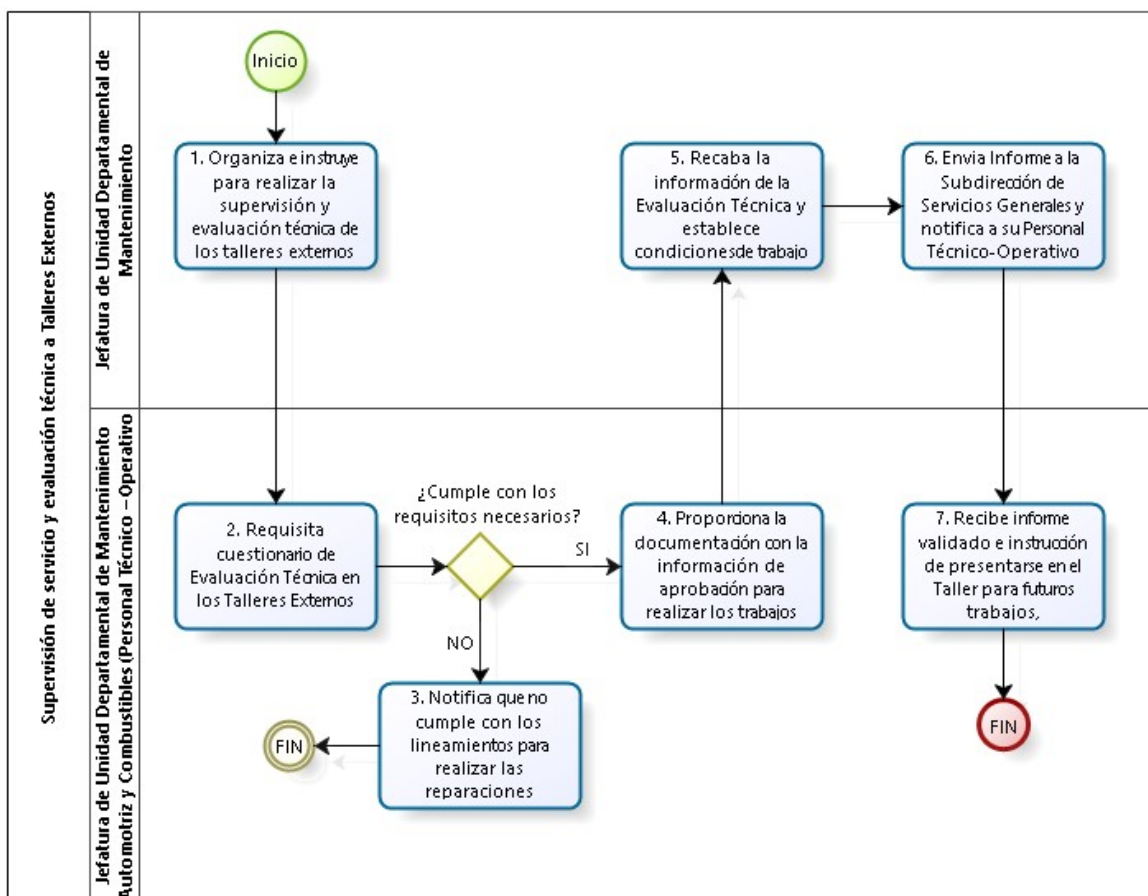 Supervisión de servicio y evaluación técnica a Talleres Externos
Jefatura de Unidad Departamental de
Mantenimiento
Inicio
1. Organiza e instruye
para realizar la
supervisión y
evaluación técnica de
los talleres externos
5. Recaba la
información de la
Evaluación Técnica y
establece
condiciones de trabajo
6. Envia Informe a la
Subdirección de
Servicios Generales y
notifica a su Personal
Técnico-Operativo
Jefatura de Unidad Departamental de Mantenimiento
Automotriz y Combustibles (Personal Técnico – Operativo
2. Requisita
cuestionario de
Evaluación Técnica en
los Talleres Externos
¿Cumple con los
requisitos necesarios?
SI
NO
3. Notifica que no
cumple con los
lineamientos para
realizar las
reparaciones
FIN
4. Proporciona la
documentación con la
información de
aprobación para
realizar los trabajos
7. Recibe informe
validado e instrucción
de presentarse en el
Taller para futuros
trabajos,
FIN